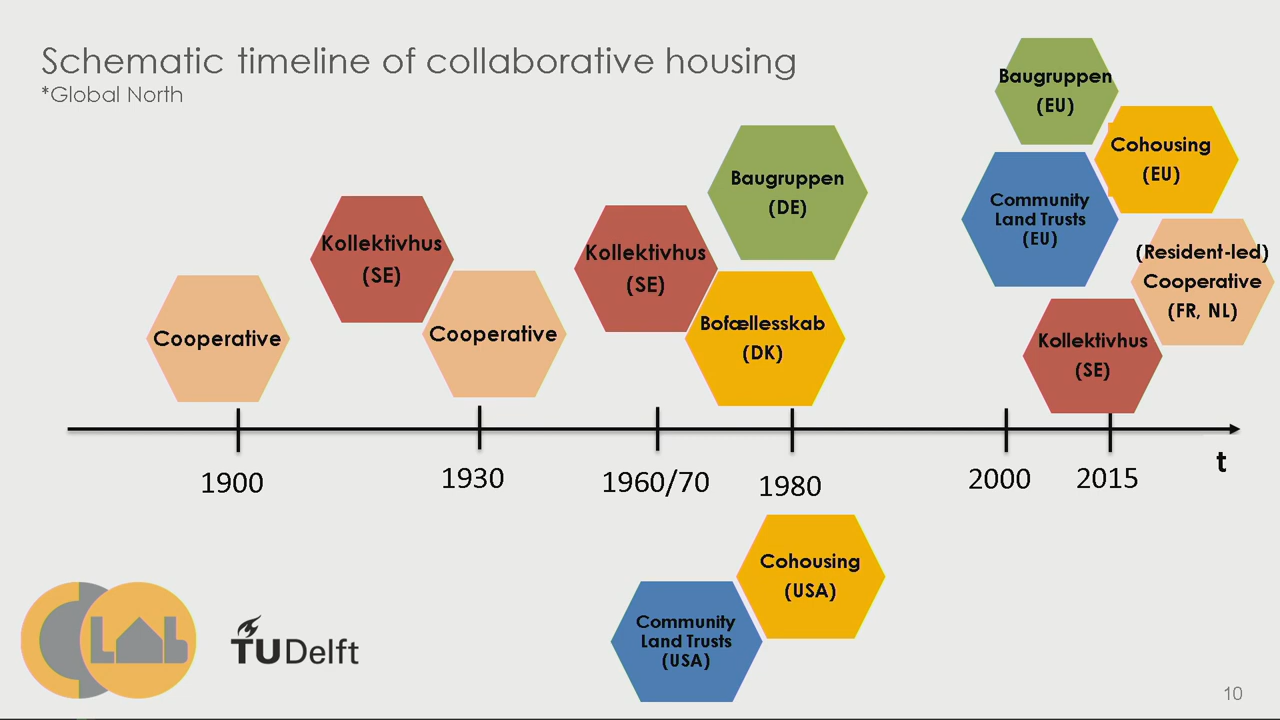 Schematic timeline of collaborative housing
*Global North
Cooperative
Kollektivhus
(SE)
Cooperative
Kollektivhus
(SE)
Baugruppen
(DE)
Bofællesskab
(DK)
Baugruppen
(EU)
Cohousing
(EU)
Community
Land Trusts
(EU)
(Resident-led)
Cooperative
(FR, NL)
Kollektivhus
(SE)
1900
1930
1960/70
1980
2000
2015
t
Cohousing
(USA)
Community
Land Trusts
(USA)
CLab
TUDelft
10